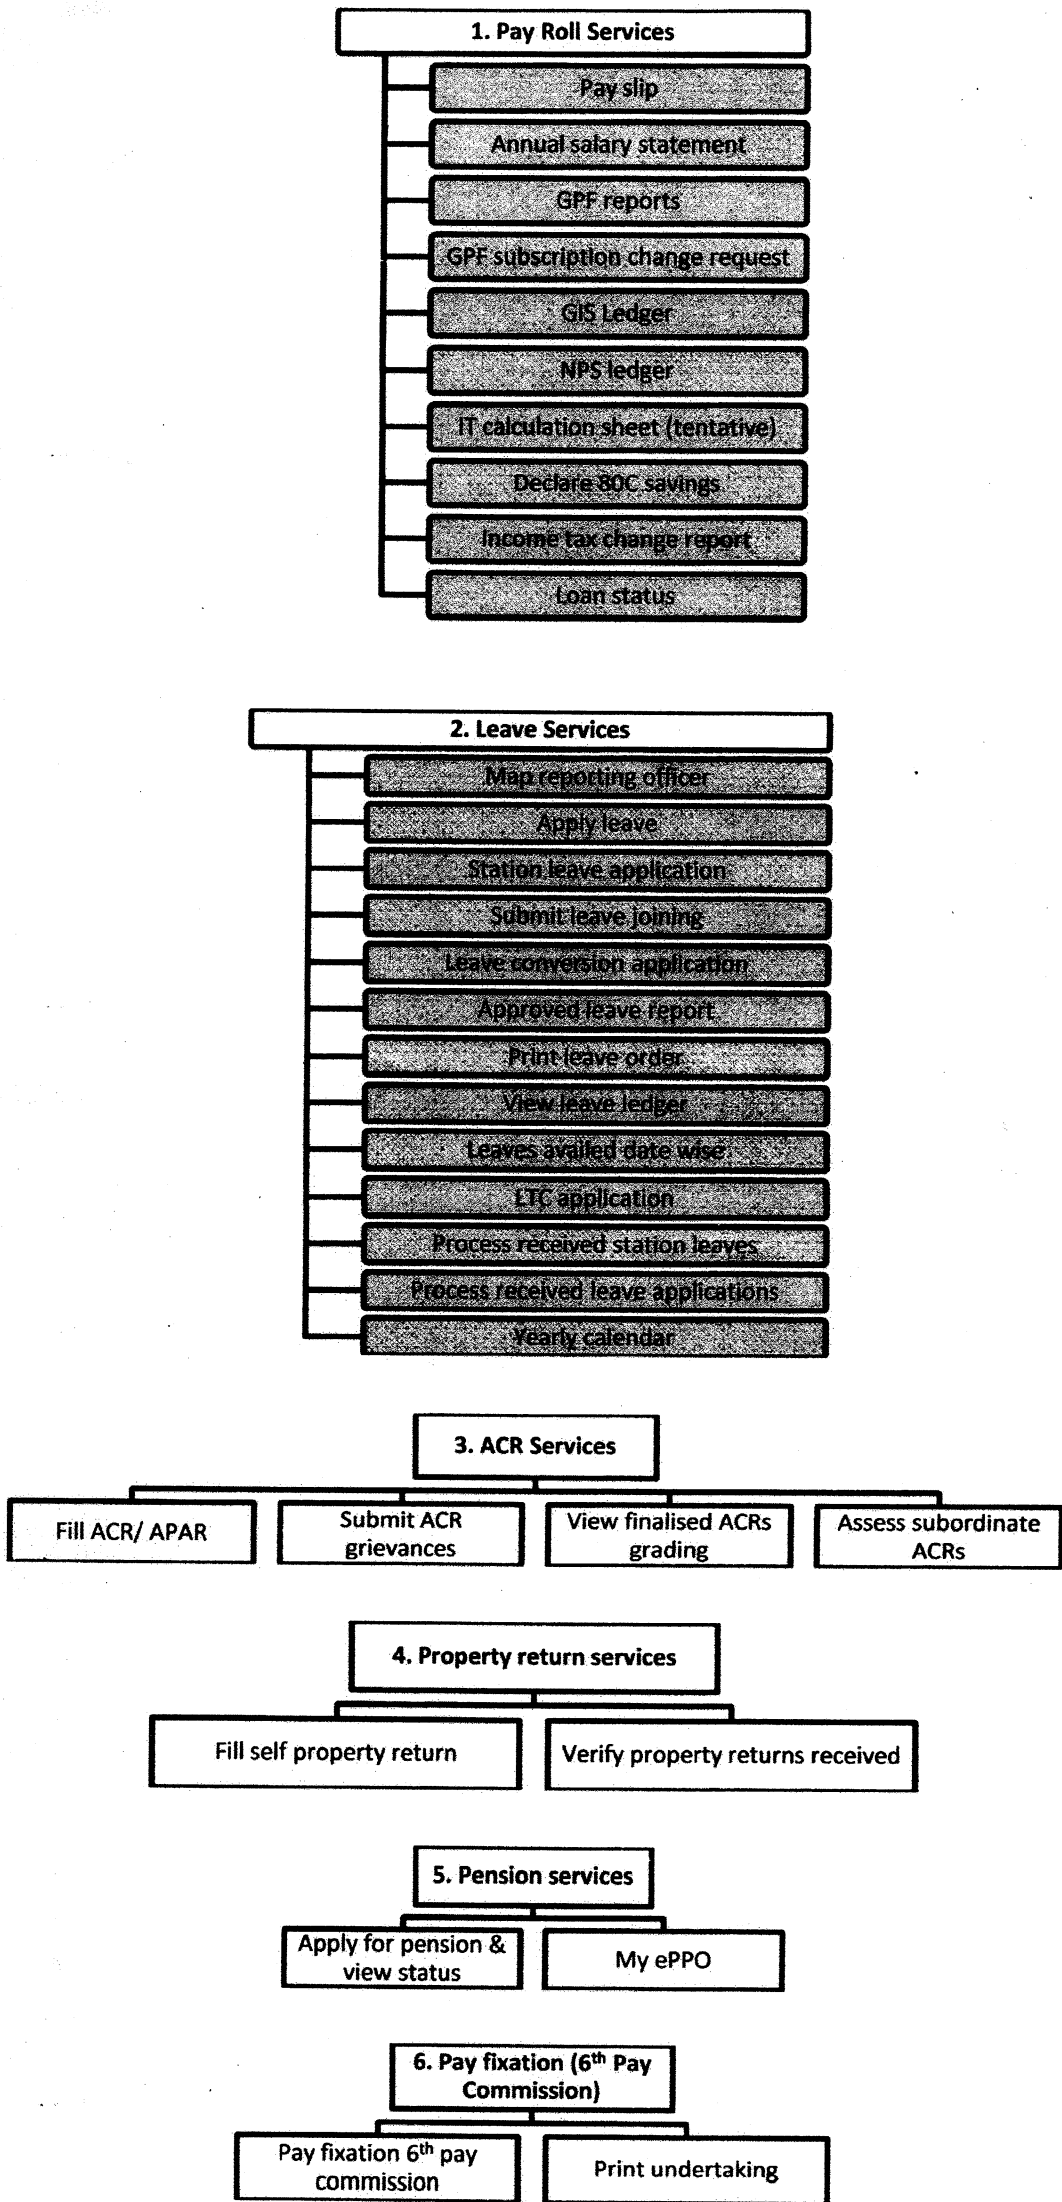 1. Pay Roll Services
Pay slip
Annual salary statement
GPF reports
GPF subscription change request
GIS Ledger
NPS ledger
IT calculation sheet (tentative)
Declare 80C savings
Income tax change report
Loan status
2. Leave Services
Map reporting officer
Apply leave
Station leave application
Submit leave joining
Leave conversion application
Approved leave report
Print leave order
View leave ledger
Leaves availed date wise
LTC application
Process received station leaves
Process received leave applications
Yearly calendar
3. ACR Services
Fill ACR/ APAR
Submit ACR
grievances
View finalised ACRs
grading
Assess subordinate
ACRs
4. Property return services
Fill self property return
Verify property returns received
5. Pension services
Apply for pension &
view status
My ePPO
6. Pay fixation (6th Pay
Commission)
Pay fixation 6th pay
commission
Print undertaking